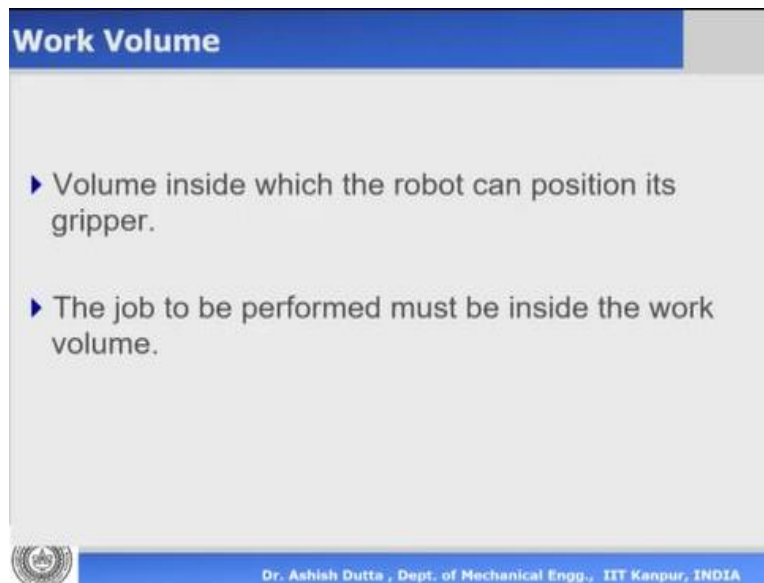 Work Volume
Volume inside which the robot can position its
gripper.
The job to be performed must be inside the work
volume.
Dr. Ashish Dutta , Dept. of Mechanical Engg., IIT Kanpur, INDIA